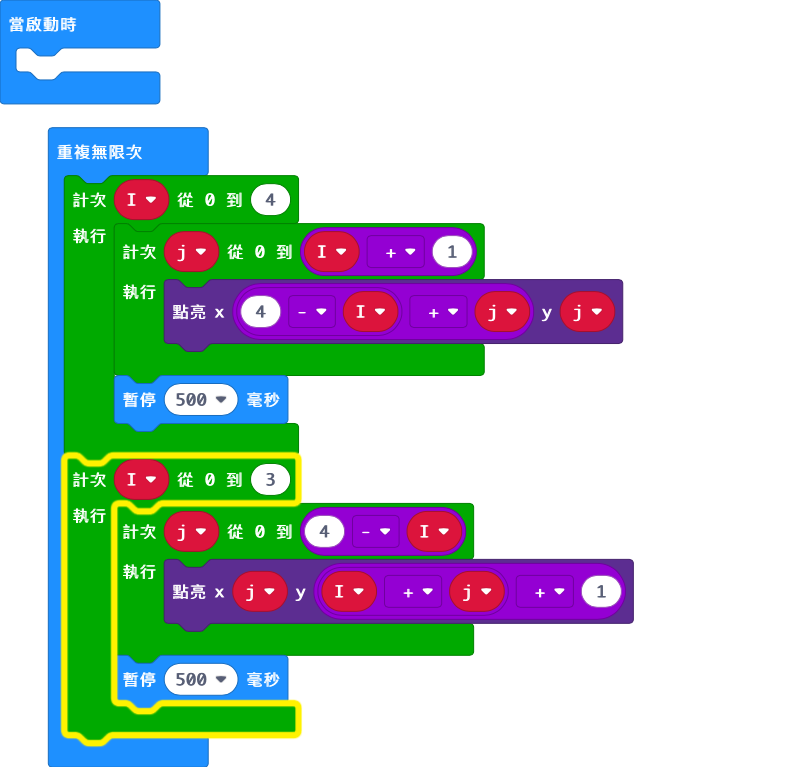 當啟動時
重複無限次
計次 I 從 0 到 4
執行
計次 j 從 0 到 I + 1
執行
點亮 x 4 - I + j y j
暫停 500 毫秒
計次 I 從 0 到 3
執行
計次 j 從 0 到 4 - I
執行
點亮 x j y I + j + 1
暫停 500 毫秒